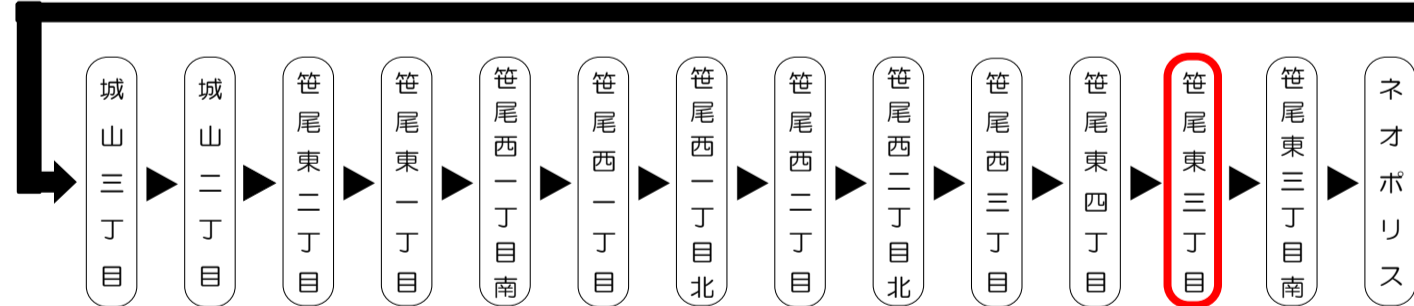 城山三丁目
城山二丁目
笹尾東二丁目
笹尾東一丁目
笹尾西一丁目南
笹尾西一丁目
笹尾西一丁目北
笹尾西二丁目
笹尾西二丁目北
笹尾西三丁目
笹尾東四丁目
笹尾東三丁目
笹尾東三丁目南
ネオポリス